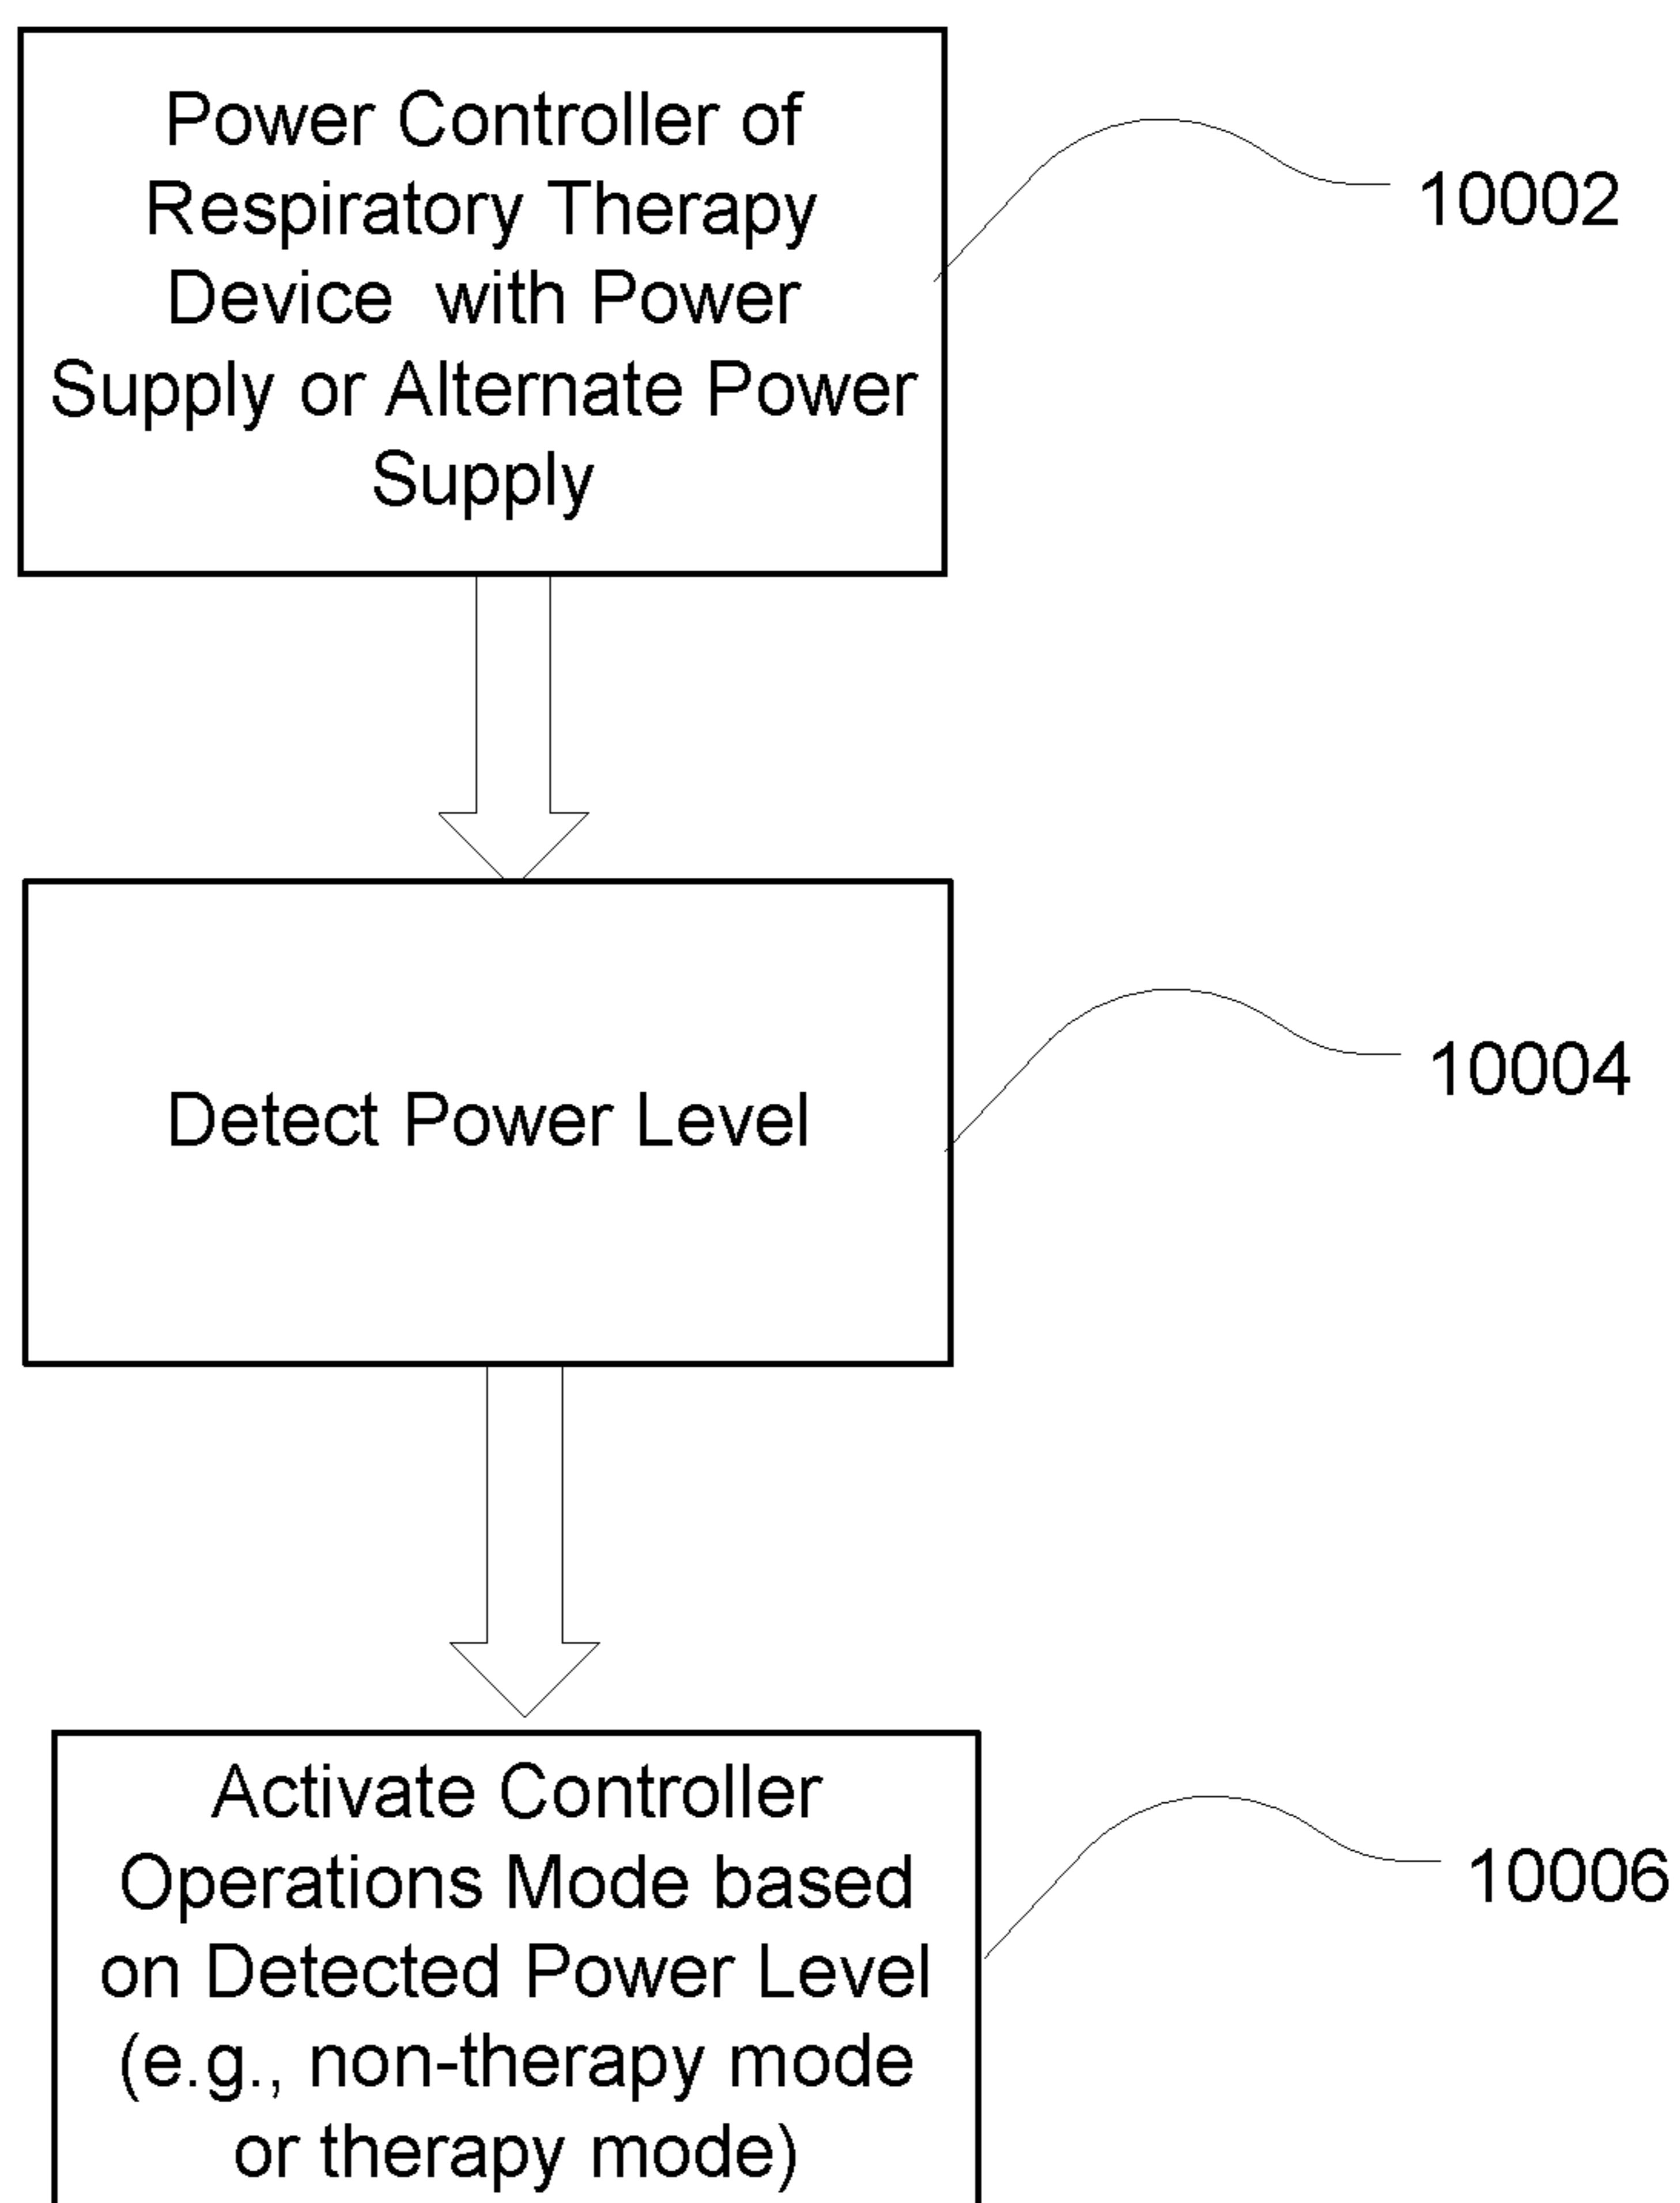 Power Controller of
Respiratory Therapy
Device with Power
Supply or Alternate Power
Supply
10002
Detect Power Level
10004
Activate Controller
Operations Mode based
on Detected Power Level
(e.g., non-therapy mode
or therapy mode)
10006